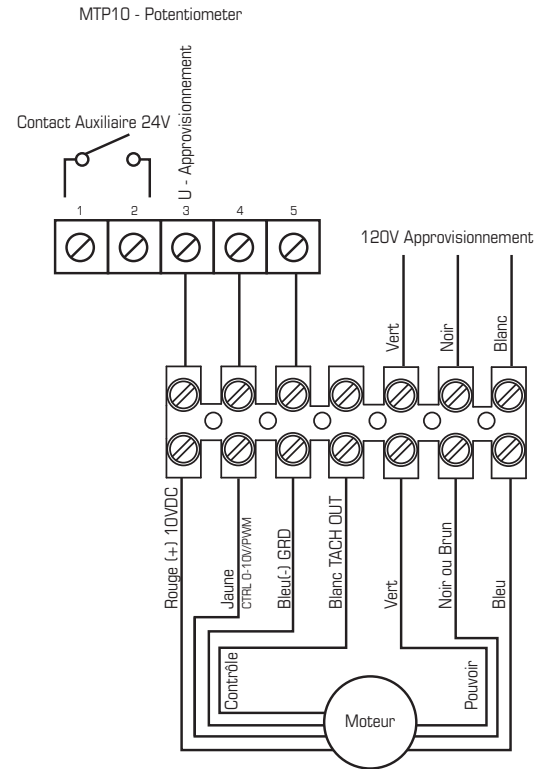 MTP10 - Potentiometer
Contact Auxiliaire 24V
U - Approvisionnement
1 2 3 4 5
120V Approvisionnement
Vert
Noir
Blanc
Rouge (+) 10VDC
Jaune
CTRL 0-10V/PWM
Bleu(-) GRD
Blanc TACH OUT
Vert
Noir ou Brun
Bleu
Contrôle
Pouvoir
Moteur